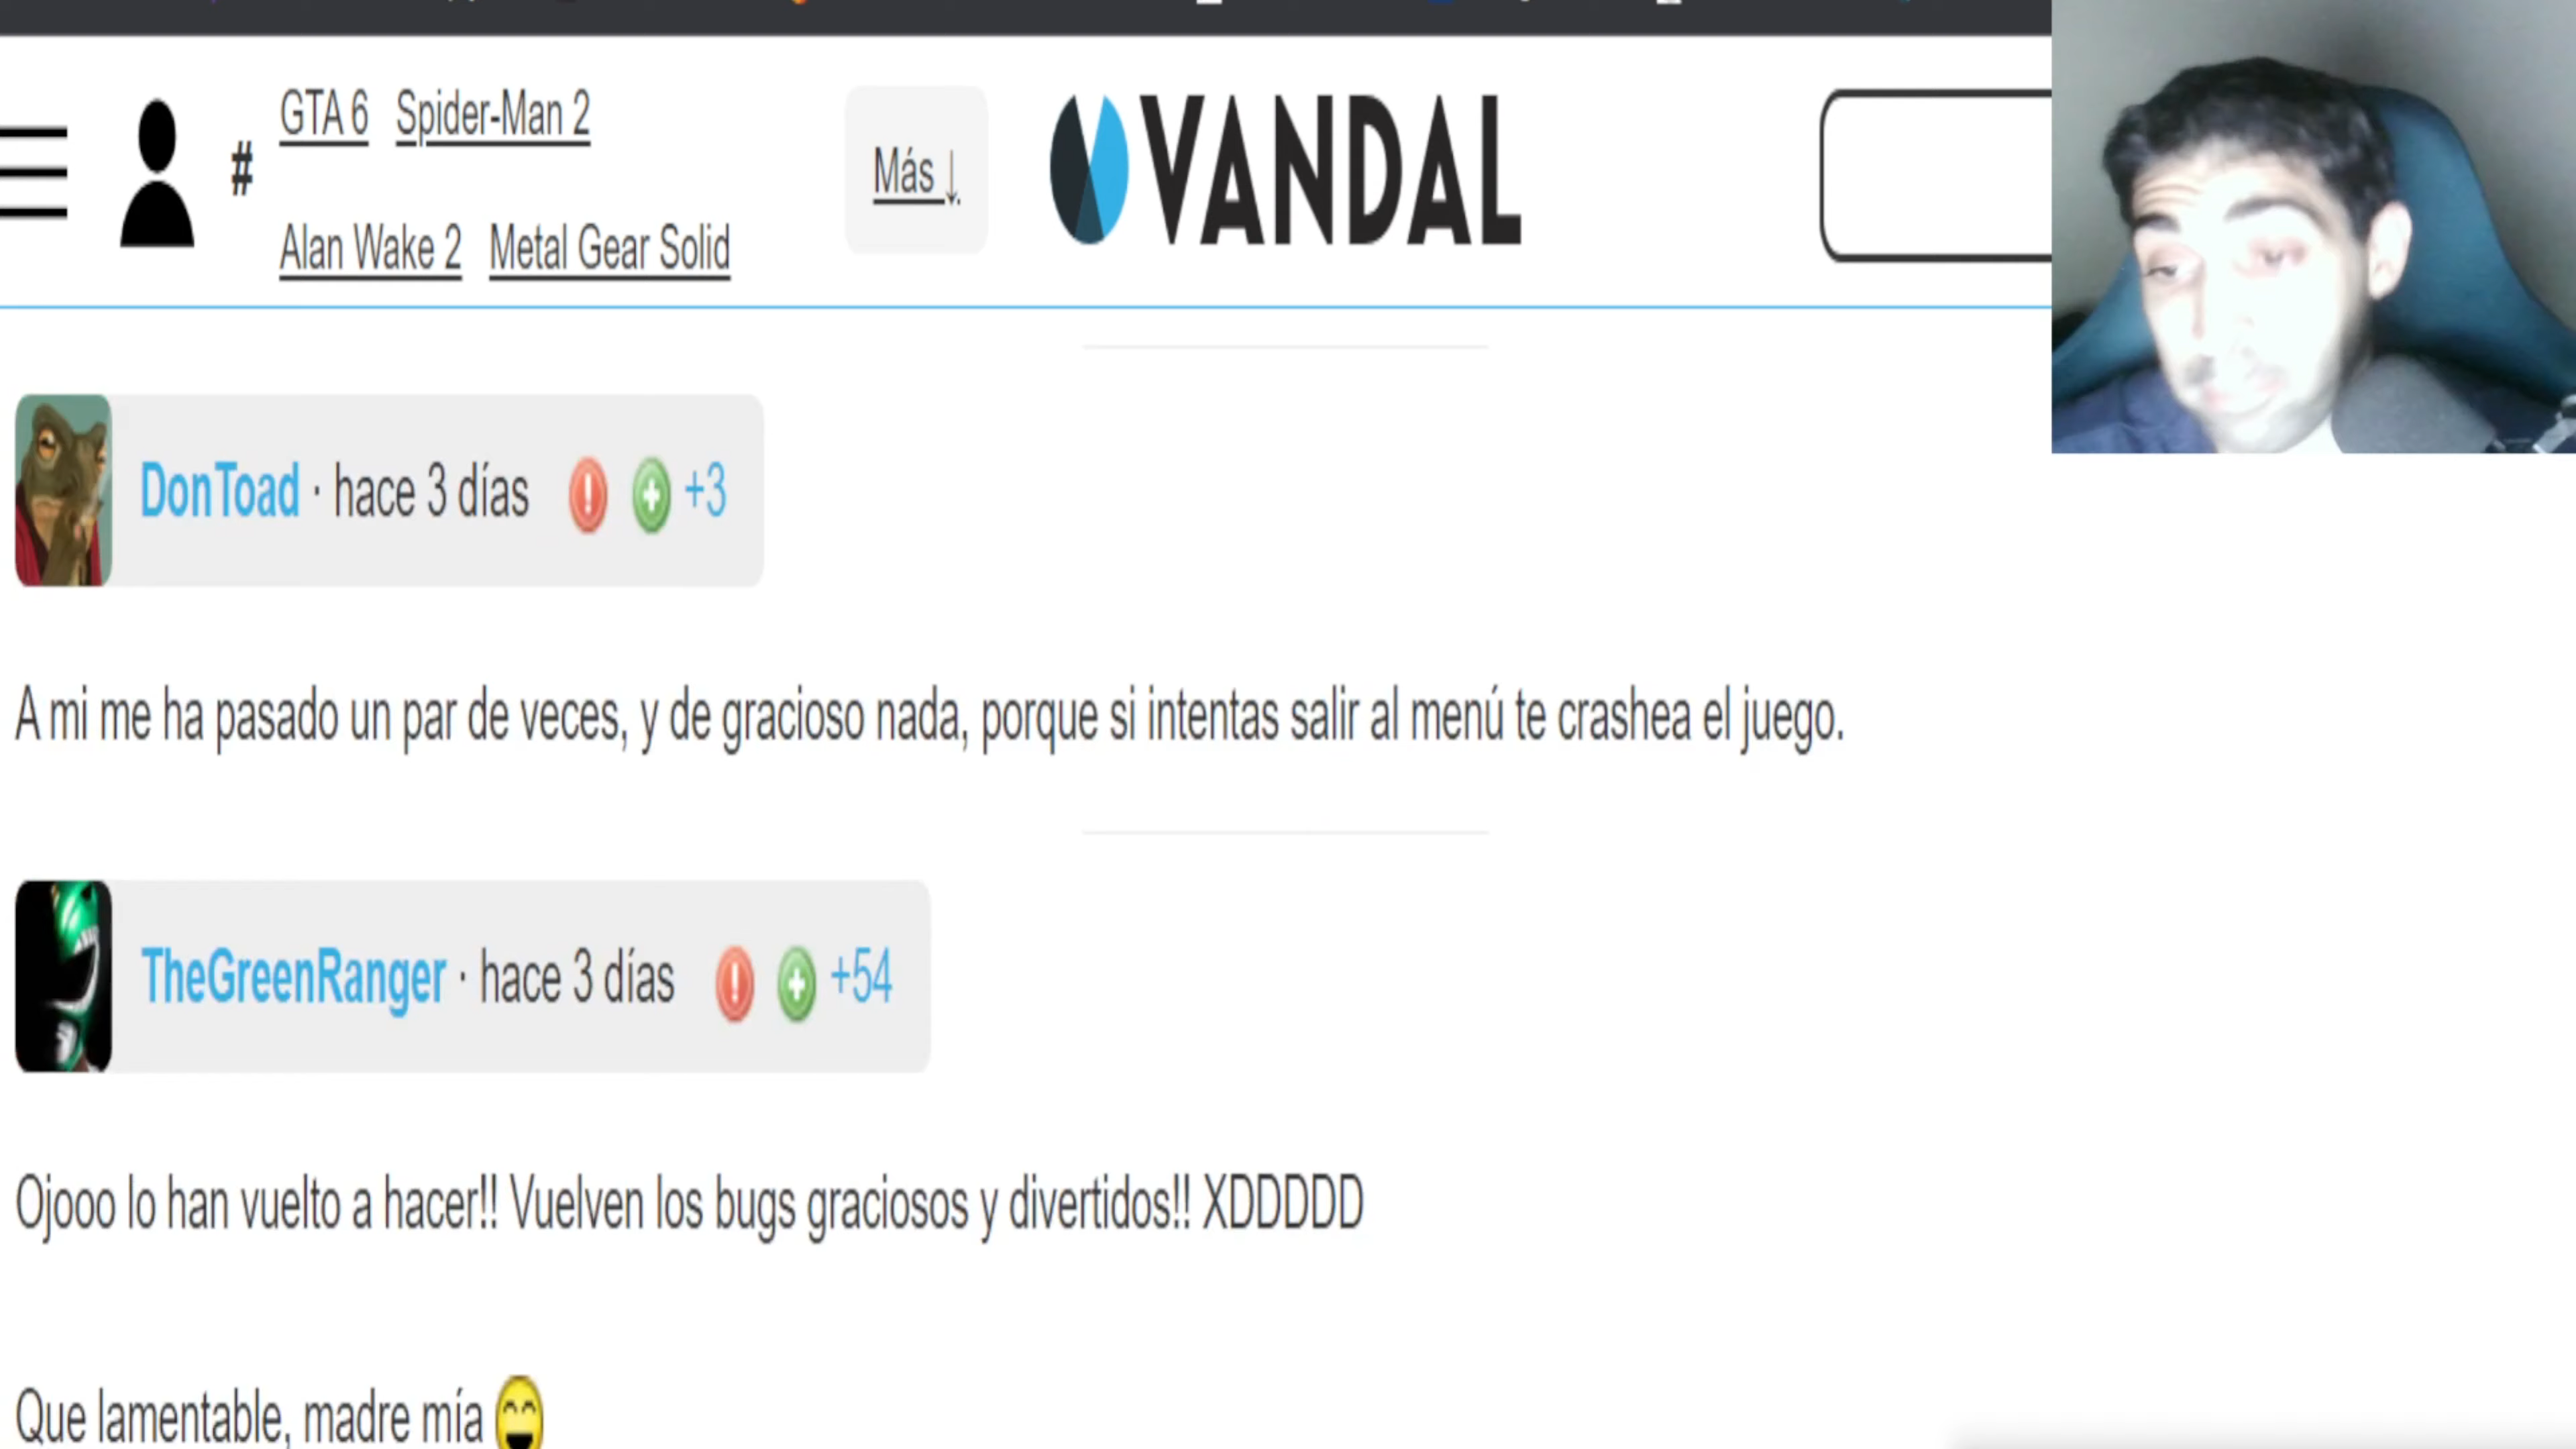 GTA 6 Spider-Man 2
#
Más ↓
VANDAL
Alan Wake 2 Metal Gear Solid
DonToad · hace 3 días +3
A mi me ha pasado un par de veces, y de gracioso nada, porque si intentas salir al menú te crashea el juego.
TheGreenRanger · hace 3 días +54
Ojooo lo han vuelto a hacer!! Vuelven los bugs graciosos y divertidos!! XDDDDD
Que lamentable, madre mía